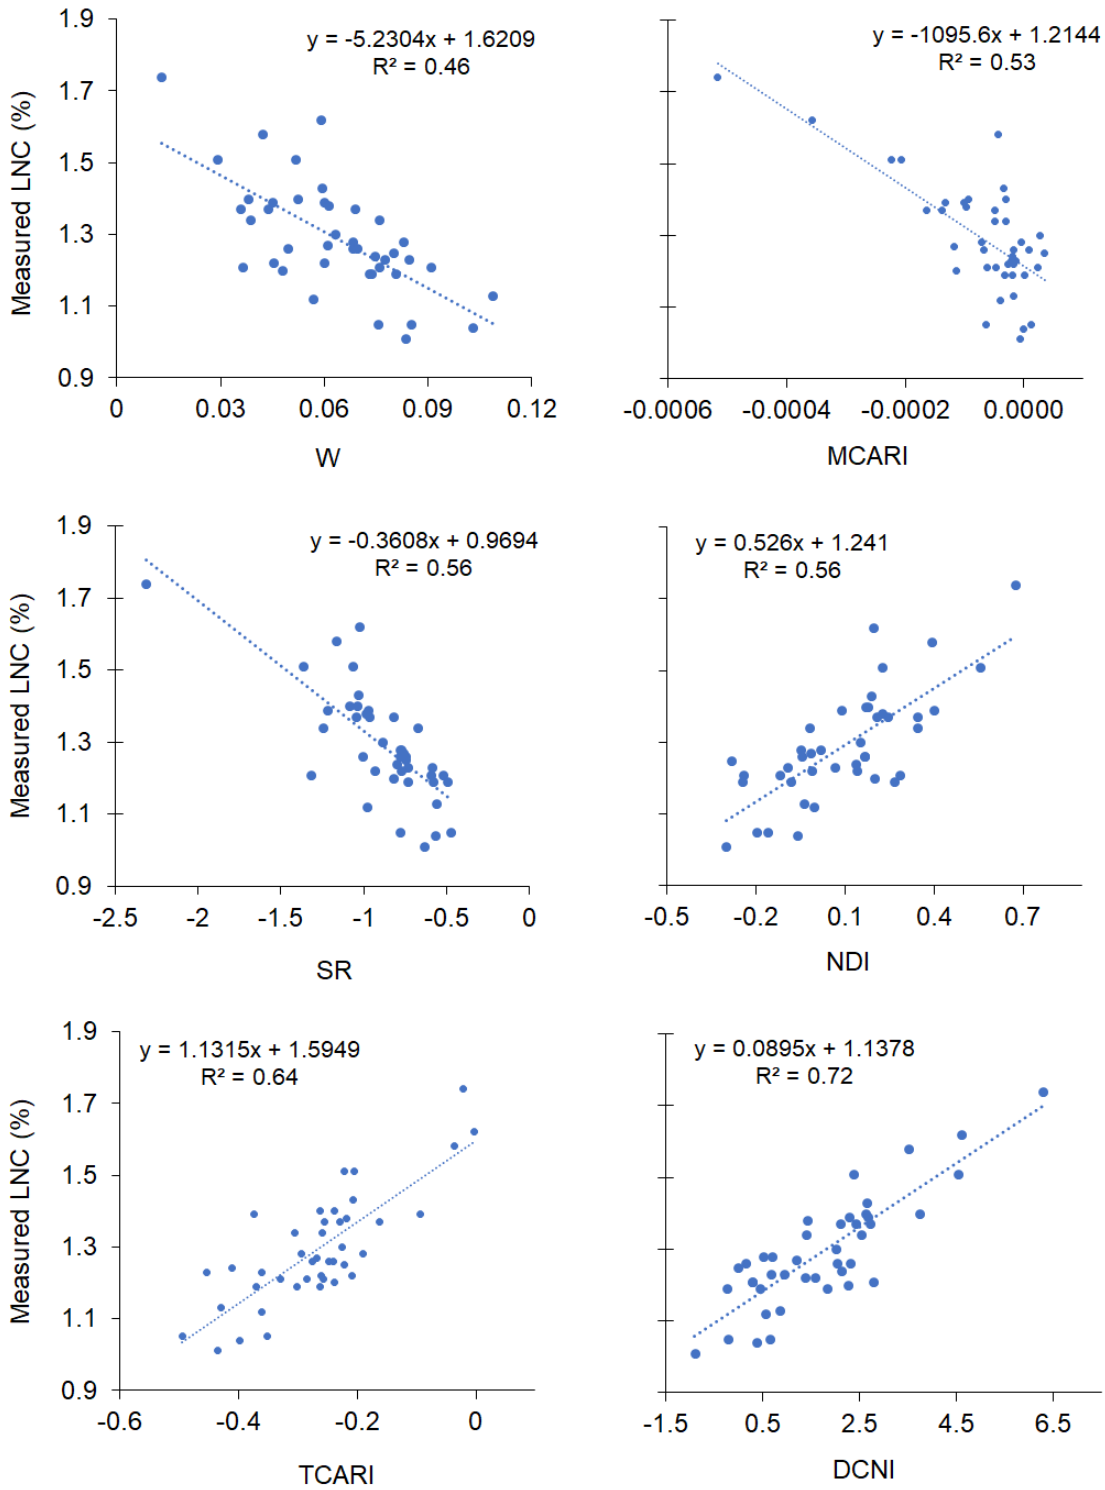 y = -5.2304x + 1.6209
R² = 0.46
Measured LNC (%)
1.9
1.7
1.5
1.3
1.1
0.9
0 0.03 0.06 0.09 0.12
W
y = -1095.6x + 1.2144
R² = 0.53
-0.0006 -0.0004 -0.0002 0.0000
MCARI
y = -0.3608x + 0.9694
R² = 0.56
Measured LNC (%)
1.9
1.7
1.5
1.3
1.1
0.9
-2.5 -2 -1.5 -1 -0.5 0
SR
y = 0.526x + 1.241
R² = 0.56
-0.5 -0.2 0.1 0.4 0.7
NDI
y = 1.1315x + 1.5949
R² = 0.64
Measured LNC (%)
1.9
1.7
1.5
1.3
1.1
0.9
-0.6 -0.4 -0.2 0
TCARI
y = 0.0895x + 1.1378
R² = 0.72
-1.5 0.5 2.5 4.5 6.5
DCNI